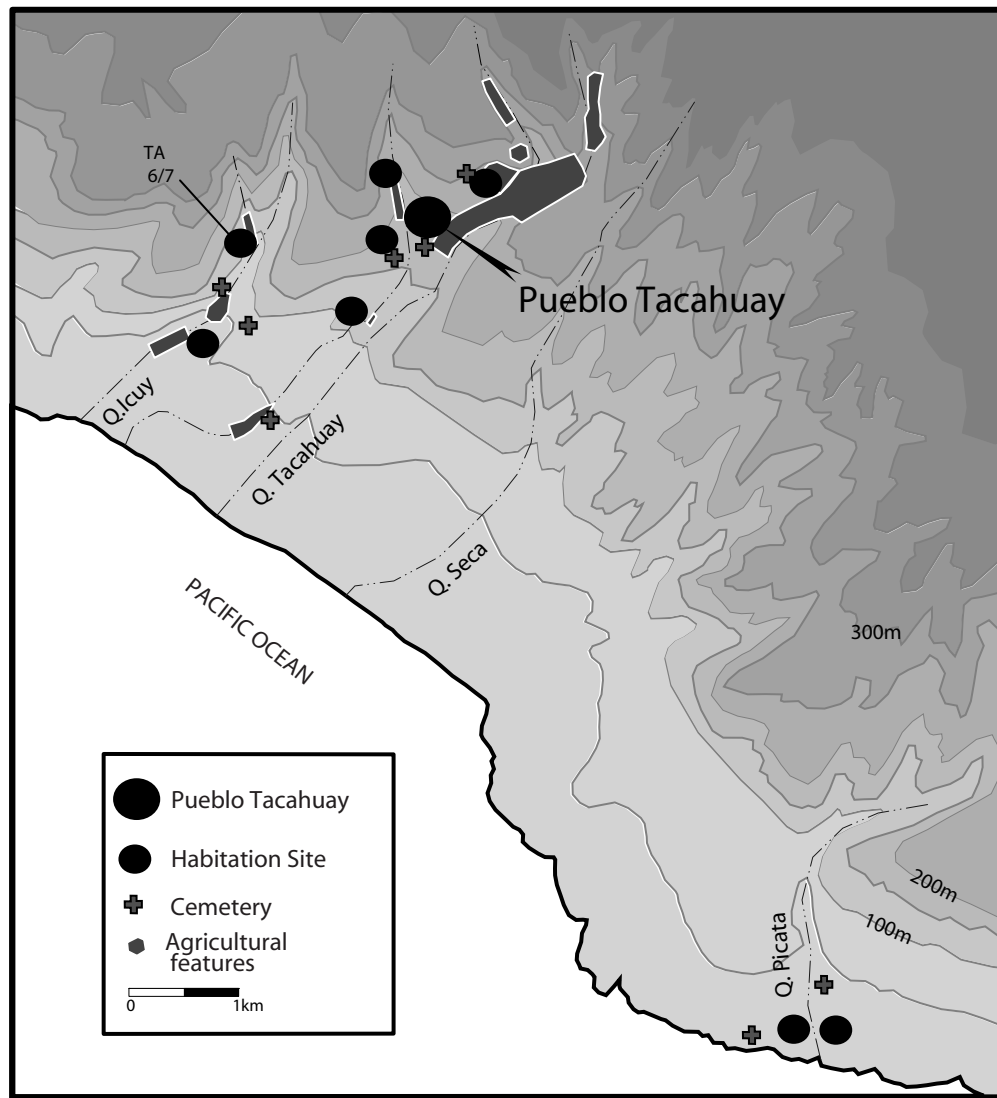 TA
6/7
Pueblo Tacahuay
Q.Icuy
Q. Tacahuay
Q. Seca
PACIFIC OCEAN
300m
200m
100m
Q. Picata
Pueblo Tacahuay
Habitation Site
Cemetery
Agricultural
features
0 1km